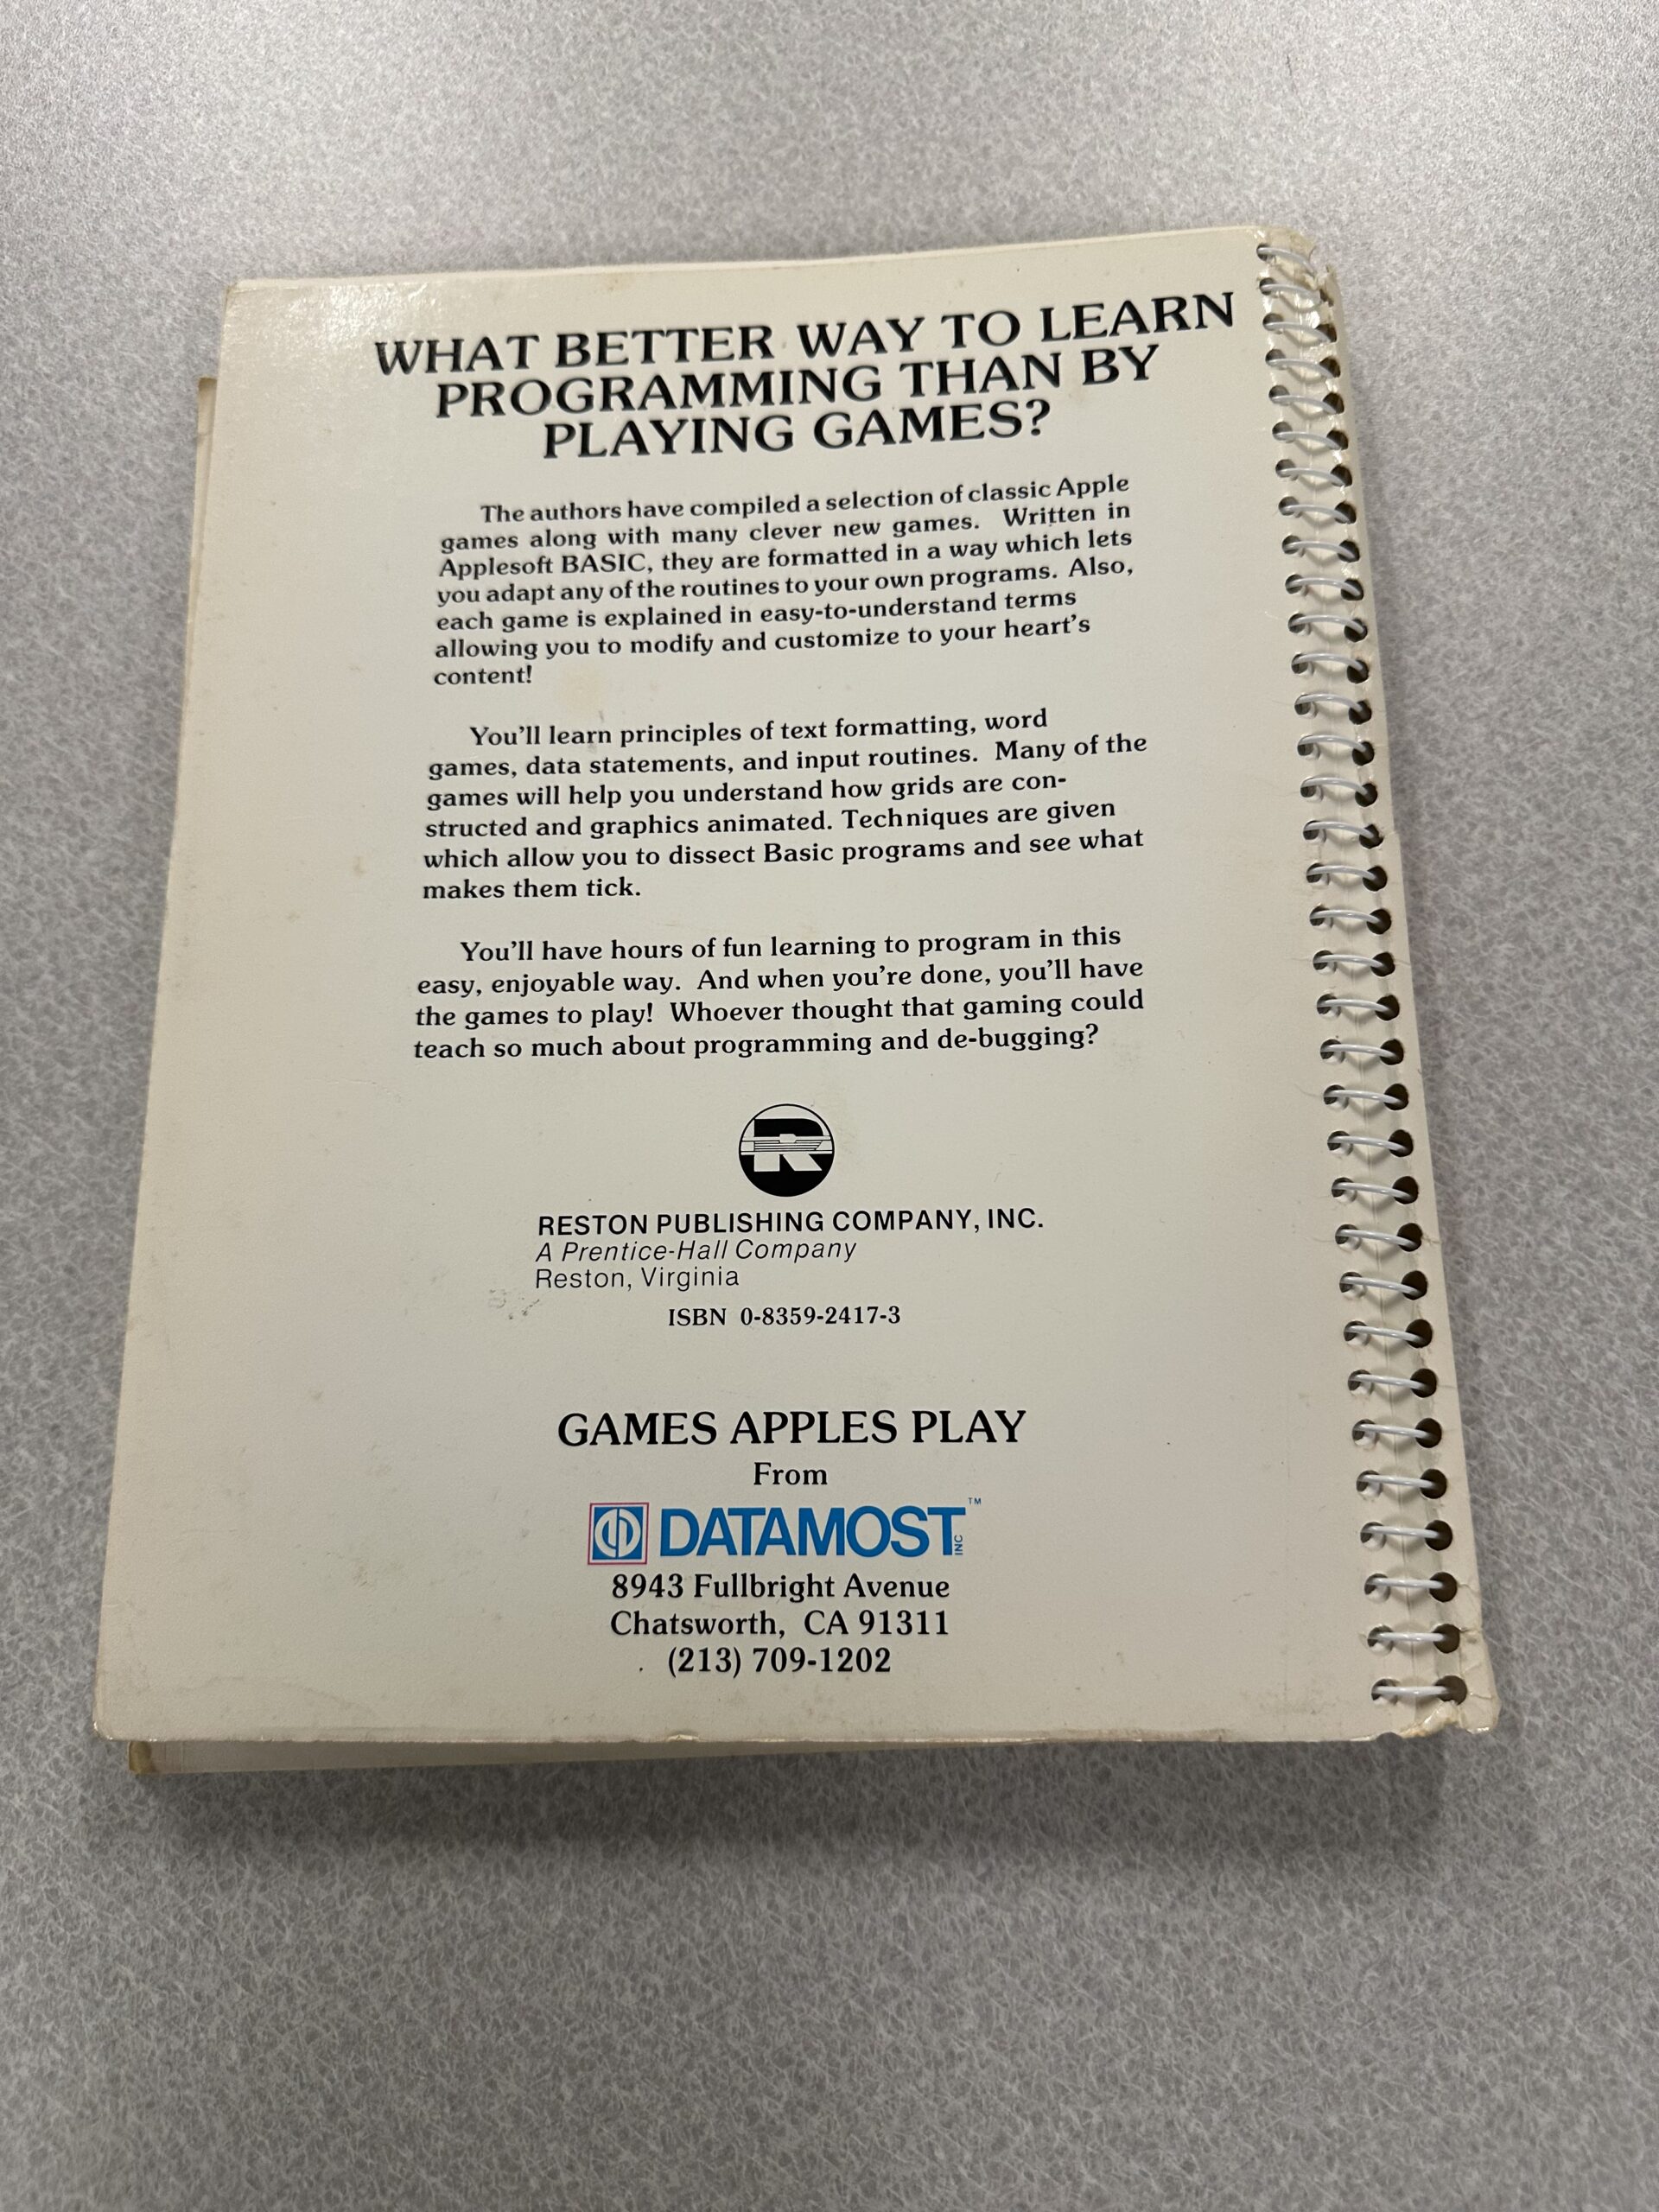 WHAT BETTER WAY TO LEARN
PROGRAMMING THAN BY
PLAYING GAMES?
The authors have compiled a selection of classic Apple
games along with many clever new games. Written in
Applesoft BASIC, they are formatted in a way which lets
you adapt any of the routines to your own programs. Also,
each game is explained in easy-to-understand terms
allowing you to modify and customize to your heart's
content!
You'll learn principles of text formatting, word
games, data statements, and input routines. Many of the
games will help you understand how grids are con-
structed and graphics animated. Techniques are given
which allow you to dissect Basic programs and see what
makes them tick.
You'll have hours of fun learning to program in this
easy, enjoyable way. And when you're done, you'll have
the games to play! Whoever thought that gaming could
teach so much about programming and de-bugging?
R
RESTON PUBLISHING COMPANY, INC.
A Prentice-Hall Company
Reston, Virginia
ISBN 0-8359-2417-3
GAMES APPLES PLAY
From
DATAMOST INC ™
8943 Fullbright Avenue
Chatsworth, CA 91311
(213) 709-1202